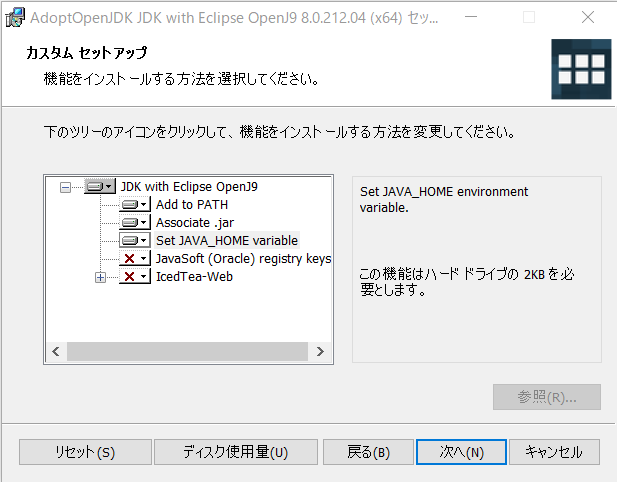 AdoptOpenJDK JDK with Eclipse OpenJ9 8.0.212.04 (x64) セッ...
カスタム セットアップ
機能をインストールする方法を選択してください。
下のツリーのアイコンをクリックして、機能をインストールする方法を変更してください。
JDK with Eclipse OpenJ9
Add to PATH
Associate .jar
Set JAVA_HOME variable
JavaSoft (Oracle) registry keys
IcedTea-Web
Set JAVA_HOME environment
variable.
この機能はハード ドライブの 2KB を必
要とします。
参照(R)...
リセット(S)
ディスク使用量(U)
戻る(B)
次へ(N)
キャンセル